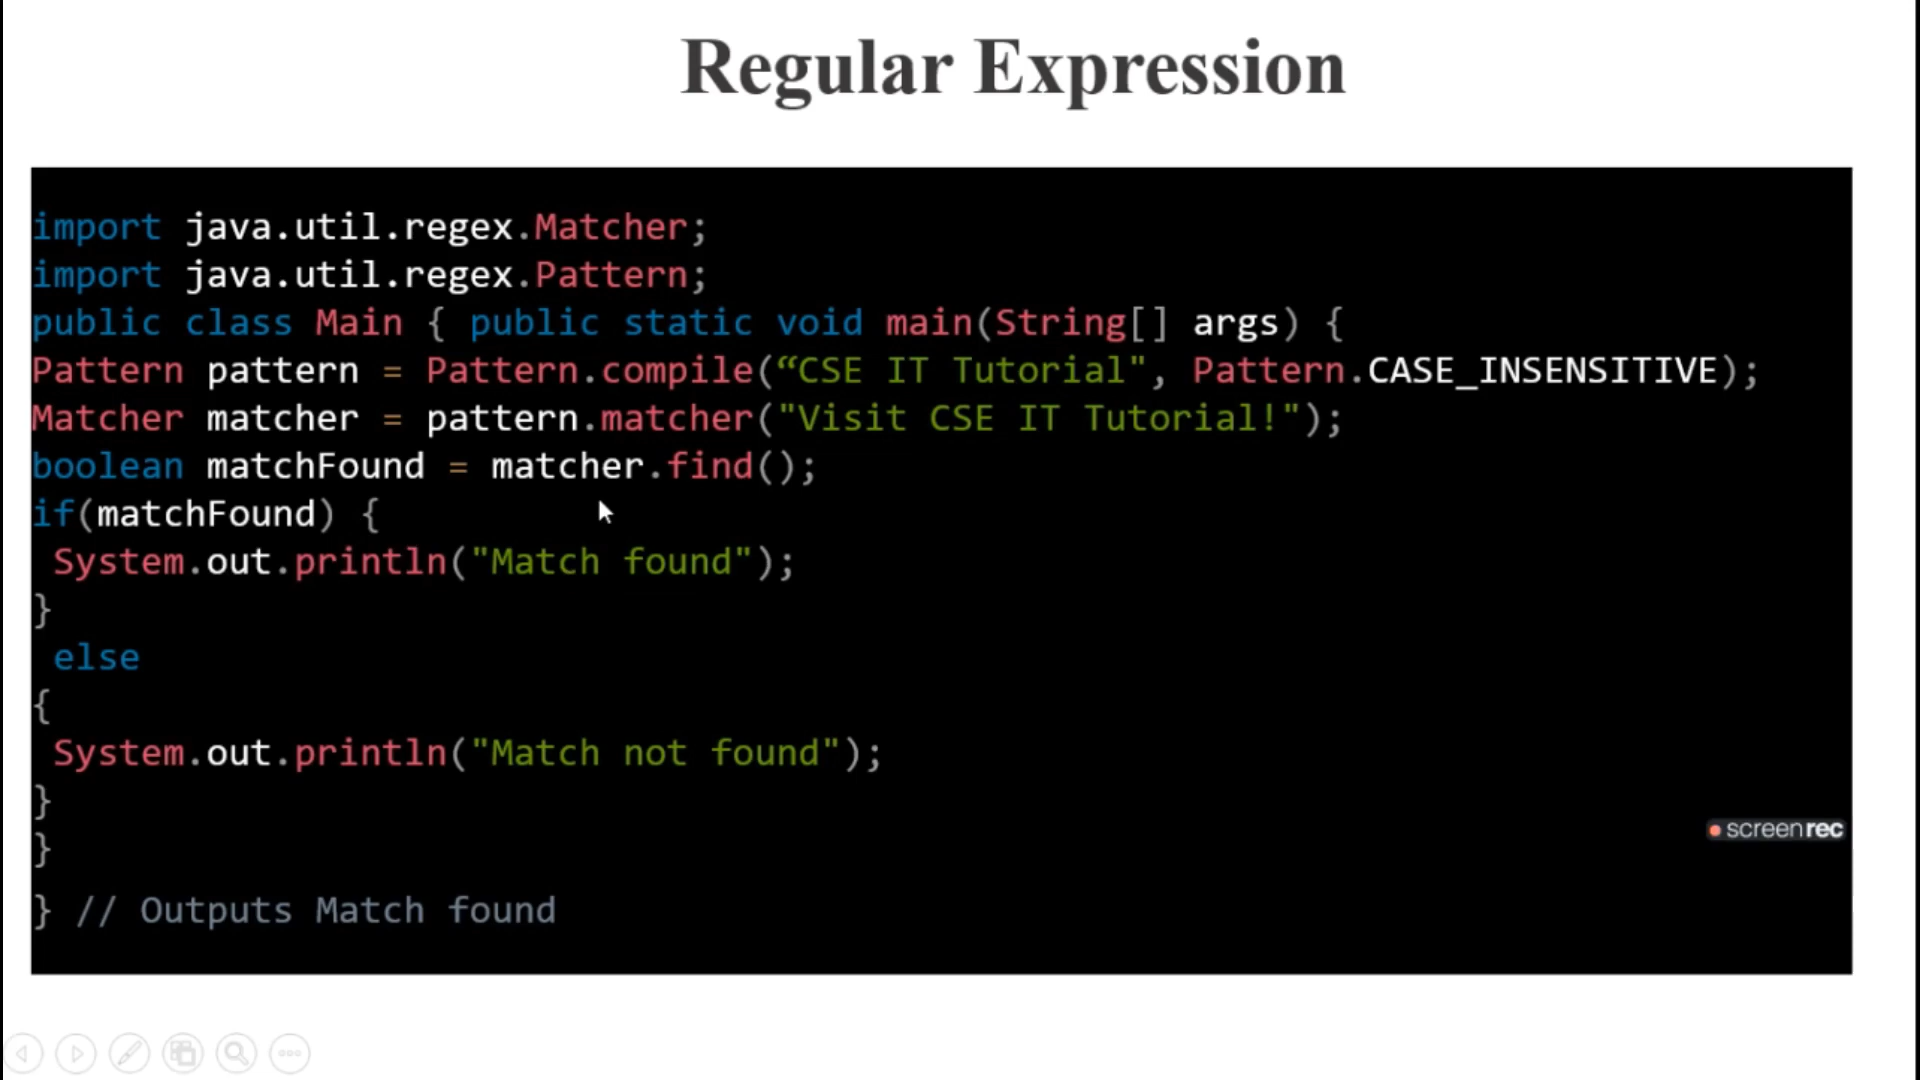 Regular Expression
import java.util.regex.Matcher;
import java.util.regex.Pattern;
public class Main { public static void main(String[] args) {
Pattern pattern = Pattern.compile(“CSE IT Tutorial", Pattern.CASE_INSENSITIVE);
Matcher matcher = pattern.matcher("Visit CSE IT Tutorial!");
boolean matchFound = matcher.find();
if(matchFound) {
System.out.println("Match found");
}
else
{
System.out.println("Match not found");
}
}
} // Outputs Match found
screenrec